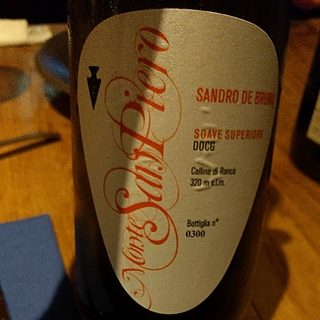 Monte San Piero
SANDRO DE BRUNO
SOAVE SUPERIORE
DOCG
Colline di Roncà
320 m s.l.m.
Bottiglia n°
0300